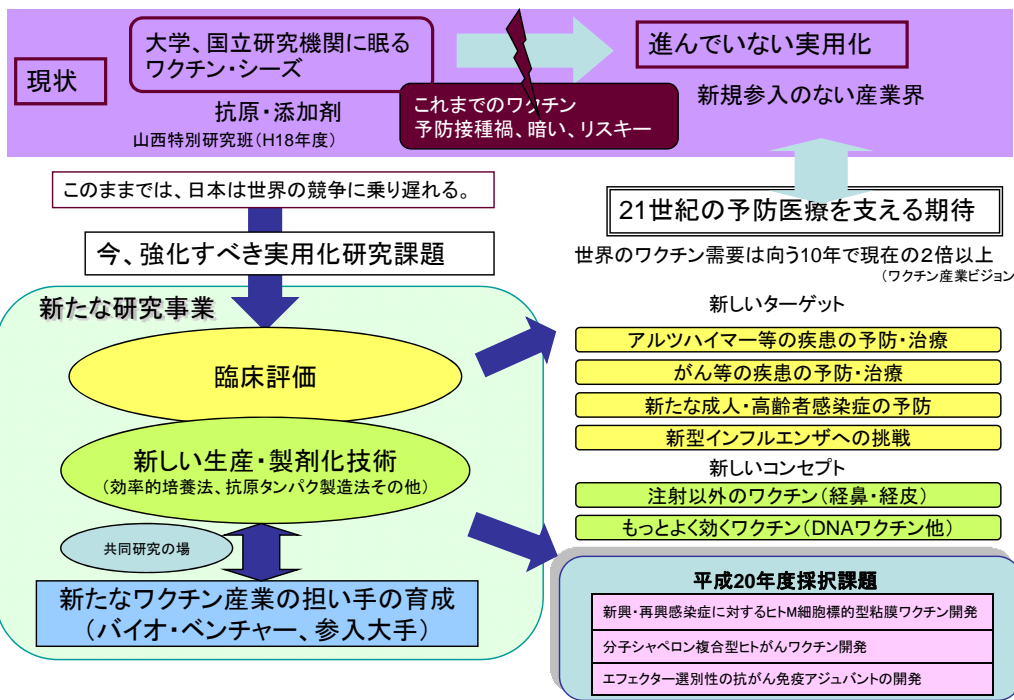 現状
大学、国立研究機関に眠る
ワクチン・シーズ
抗原・添加剤
山西特別研究班(H18年度)
これまでのワクチン
予防接種禍、暗い、リスキー
進んでいない実用化
新規参入のない産業界
このままでは、日本は世界の競争に乗り遅れる。
今、強化すべき実用化研究課題
新たな研究事業
臨床評価
新しい生産・製剤化技術
(効率的培養法、抗原タンパク製造法その他)
共同研究の場
新たなワクチン産業の担い手の育成
(バイオ・ベンチャー、参入大手)
21世紀の予防医療を支える期待
世界のワクチン需要は向う10年で現在の2倍以上
(ワクチン産業ビジョン
新しいターゲット
アルツハイマー等の疾患の予防・治療
がん等の疾患の予防・治療
新たな成人・高齢者感染症の予防
新型インフルエンザへの挑戦
新しいコンセプト
注射以外のワクチン(経鼻・経皮)
もっとよく効くワクチン(DNAワクチン他)
平成20年度採択課題
新興・再興感染症に対するヒトM細胞標的型粘膜ワクチン開発
分子シャペロン複合型ヒトがんワクチン開発
エフェクター選別性の抗がん免疫アジュバントの開発